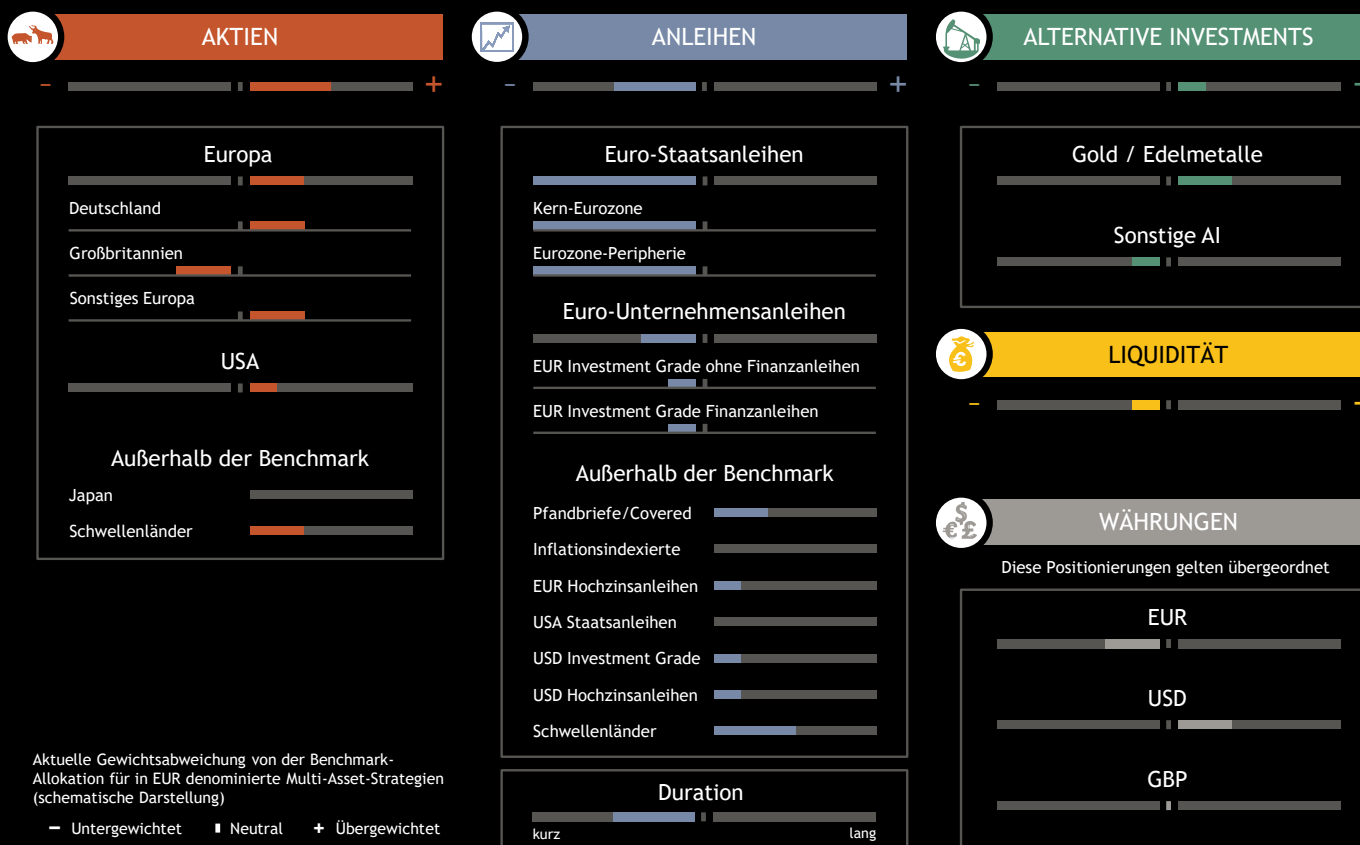 AKTIEN
- +
Europa
Deutschland
Großbritannien
Sonstiges Europa
USA
Außerhalb der Benchmark
Japan
Schwellenländer
Aktuelle Gewichtsabweichung von der Benchmark-
Allokation für in EUR denominierte Multi-Asset-Strategien
(schematische Darstellung)
− Untergewichtet Neutral + Übergewichtet
ANLEIHEN
- +
Euro-Staatsanleihen
Kern-Eurozone
Eurozone-Peripherie
Euro-Unternehmensanleihen
EUR Investment Grade ohne Finanzanleihen
EUR Investment Grade Finanzanleihen
Außerhalb der Benchmark
Pfandbriefe/Covered
Inflationsindexierte
EUR Hochzinsanleihen
USA Staatsanleihen
USD Investment Grade
USD Hochzinsanleihen
Schwellenländer
Duration
kurz lang
ALTERNATIVE INVESTMENTS
- +
Gold / Edelmetalle
Sonstige AI
€
LIQUIDITÄT
- +
$
€£
WÄHRUNGEN
Diese Positionierungen gelten übergeordnet
EUR
USD
GBP